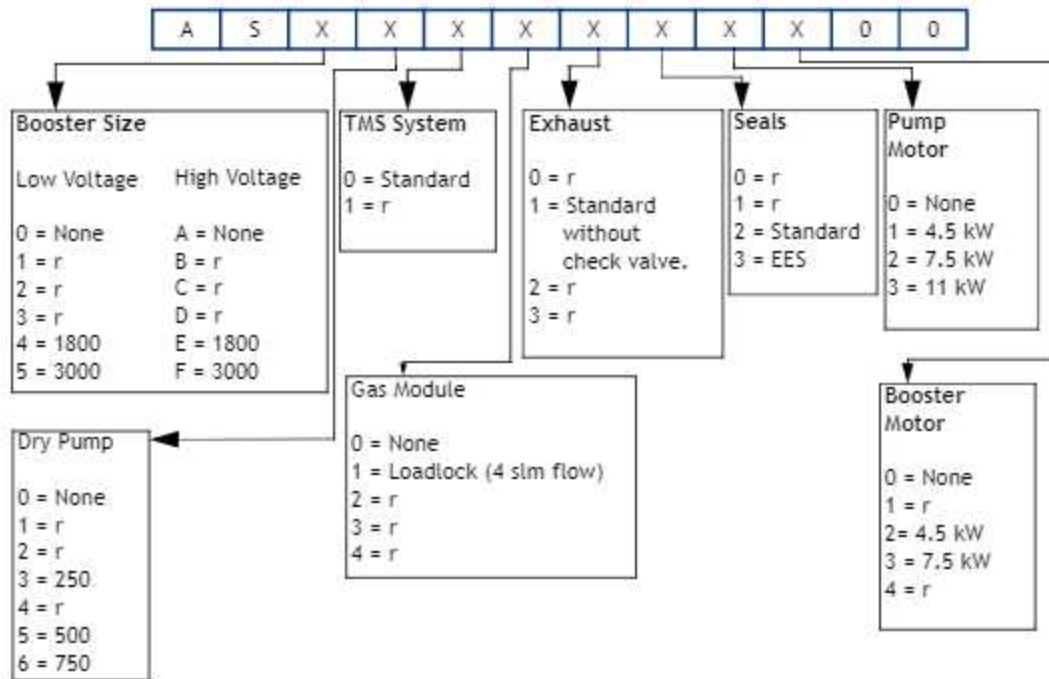 A S X X X X X X X X 0 0
Booster Size
Low Voltage High Voltage
0 = None A = None
1 = r B = r
2 = r C = r
3 = r D = r
4 = 1800 E = 1800
5 = 3000 F = 3000
TMS System
0 = Standard
1 = r
Exhaust
0 = r
1 = Standard
without
check valve.
2 = r
3 = r
Seals
0 = r
1 = r
2 = Standard
3 = EES
Pump
Motor
0 = None
1 = 4.5 kW
2 = 7.5 kW
3 = 11 kW
Dry Pump
0 = None
1 = r
2 = r
3 = 250
4 = r
5 = 500
6 = 750
Gas Module
0 = None
1 = Loadlock (4 slm flow)
2 = r
3 = r
4 = r
Booster
Motor
0 = None
1 = r
2= 4.5 kW
3 = 7.5 kW
4 = r